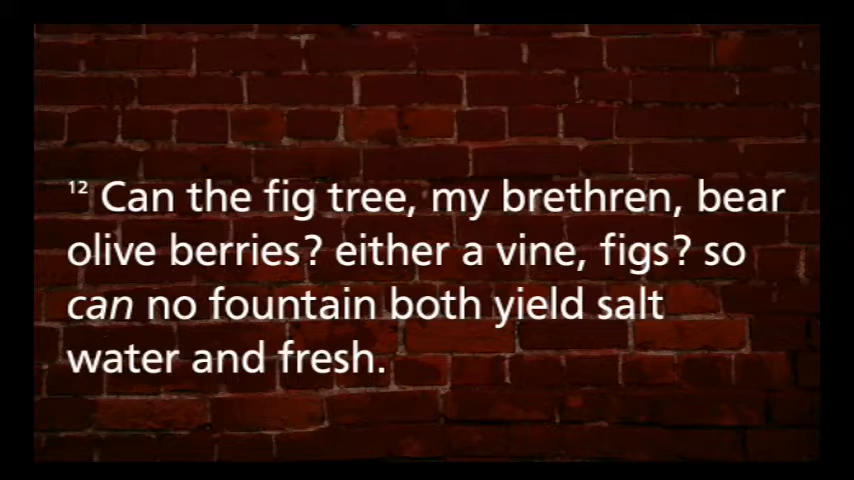 ¹² Can the fig tree, my brethren, bear
olive berries? either a vine, figs? so
can no fountain both yield salt
water and fresh.